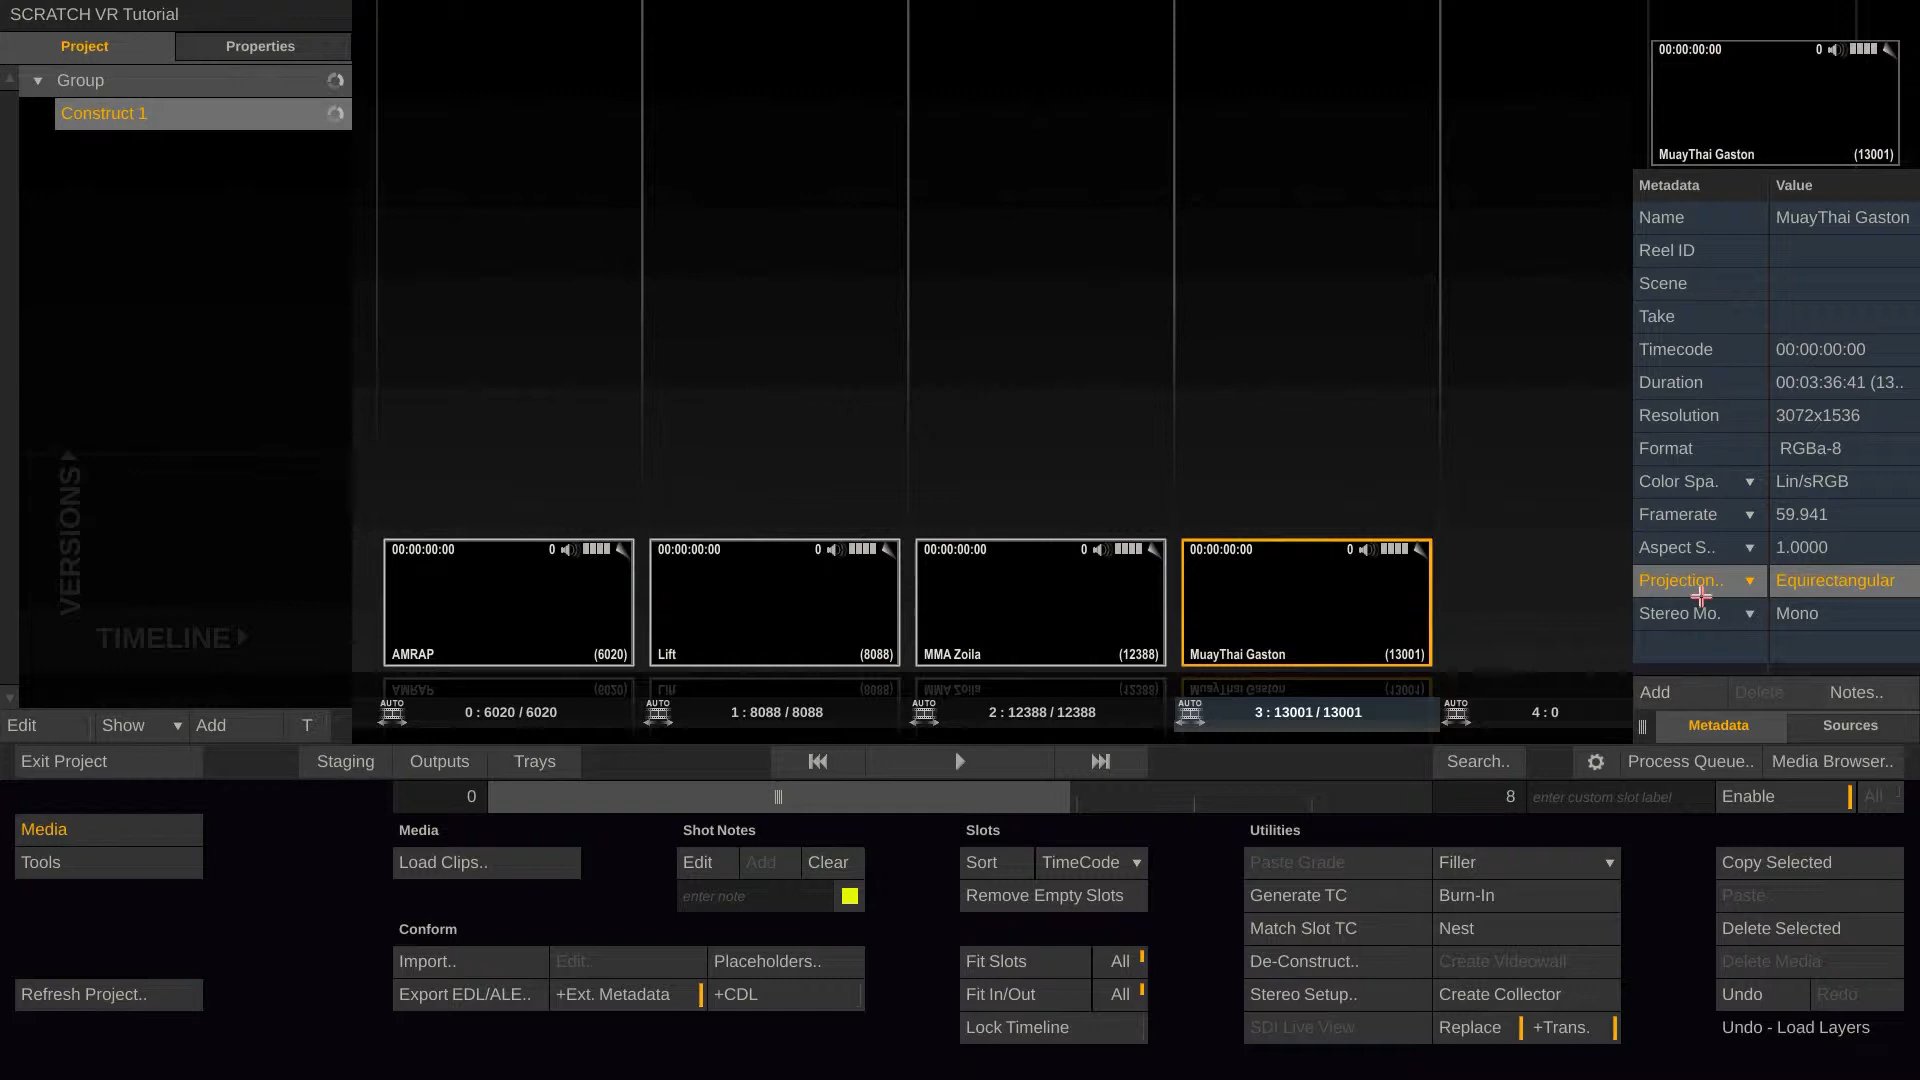 SCRATCH VR Tutorial
Project
Properties
Group
Construct 1
VERSIONS
TIMELINE
Edit
Show
Add
T
00:00:00:00 0
AMRAP (6020)
00:00:00:00 0
Lift (8088)
00:00:00:00 0
MMA Zoila (12388)
00:00:00:00 0
MuayThai Gaston (13001)
AMRAP (6020)
Lift (8088)
MMA Zoila (12388)
MuayThai Gaston (13001)
AUTO 0 : 6020 / 6020
AUTO 1 : 8088 / 8088
AUTO 2 : 12388 / 12388
AUTO 3 : 13001 / 13001
AUTO 4 : 0
00:00:00:00 0
MuayThai Gaston (13001)
Metadata Value
Name MuayThai Gaston
Reel ID
Scene
Take
Timecode 00:00:00:00
Duration 00:03:36:41 (13..
Resolution 3072x1536
Format RGBa-8
Color Spa. Lin/sRGB
Framerate 59.941
Aspect S.. 1.0000
Projection.. Equirectangular
Stereo Mo. Mono
Add Delete Notes..
Metadata Sources
Exit Project
Staging
Outputs
Trays
Search..
Process Queue..
Media Browser..
0
8
enter custom slot label
Enable
All
Media
Tools
Refresh Project..
Media
Load Clips..
Shot Notes
Edit Add Clear
enter note
Conform
Import.. Edit.. Placeholders..
Export EDL/ALE.. +Ext. Metadata +CDL
Slots
Sort TimeCode
Remove Empty Slots
Fit Slots All
Fit In/Out All
Lock Timeline
Utilities
Paste Grade Filler
Generate TC Burn-In
Match Slot TC Nest
De-Construct.. Create Videowall
Stereo Setup.. Create Collector
SDI Live View Replace +Trans.
Copy Selected
Paste
Delete Selected
Delete Media
Undo Redo
Undo - Load Layers